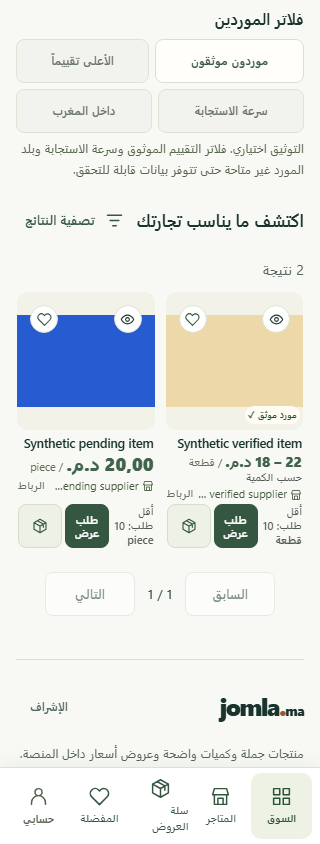 فلاتر الموردين
موردون موثقون
الأعلى تقييماً
سرعة الاستجابة
داخل المغرب
التوثيق اختياري. فلاتر التقييم الموثوق وسرعة الاستجابة وبلد
المورد غير متاحة حتى تتوفر بيانات قابلة للتحقق.
اكتشف ما يناسب تجارتك
تصفية النتائج
2 نتيجة
مورد موثق ✓
Synthetic verified item
18 – 22 د.م. / قطعة
حسب الكمية
verified supplier ...
الرباط
أقل
طلب: 10
قطعة
طلب
عرض
Synthetic pending item
20,00 د.م. / piece
...ending supplier
الرباط
أقل
طلب: 10
piece
طلب
عرض
السابق
1 / 1
التالي
jomla.ma
الإشراف
منتجات جملة وكميات واضحة وعروض أسعار داخل المنصة.
السوق
المتاجر
سلة
العروض
المفضلة
حسابي